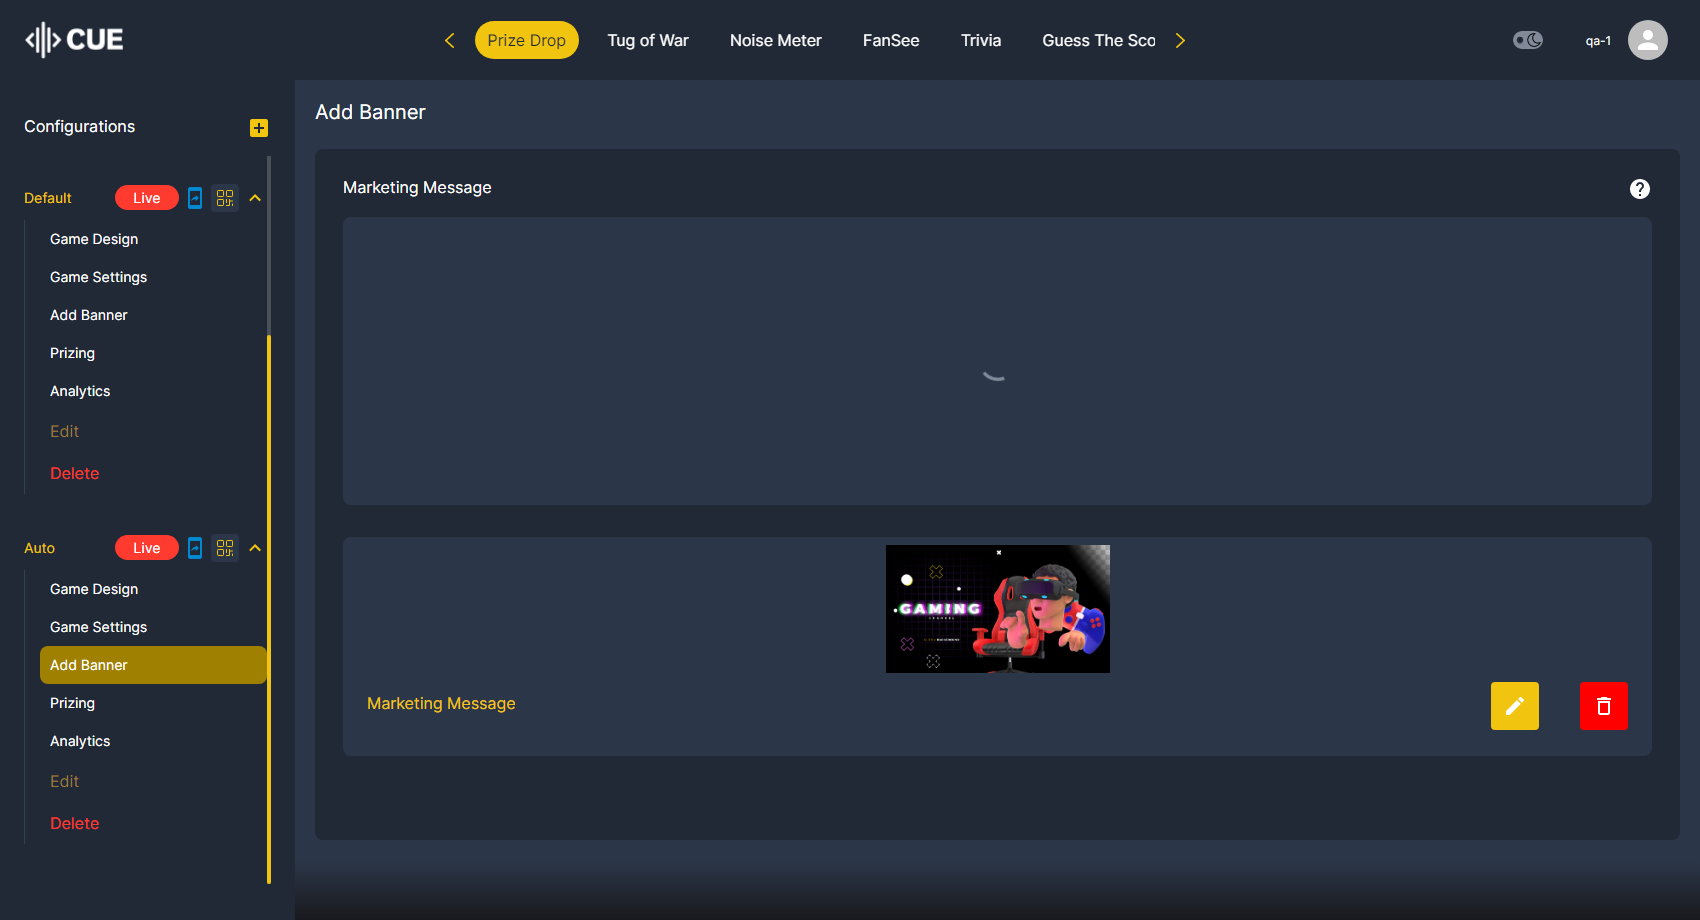 CUE
Prize Drop
Tug of War
Noise Meter
FanSee
Trivia
Guess The Sco
qa-1
Configurations
Default
Live
Game Design
Game Settings
Add Banner
Prizing
Analytics
Edit
Delete
Auto
Live
Game Design
Game Settings
Add Banner
Prizing
Analytics
Edit
Delete
Add Banner
Marketing Message
GAMING
Marketing Message